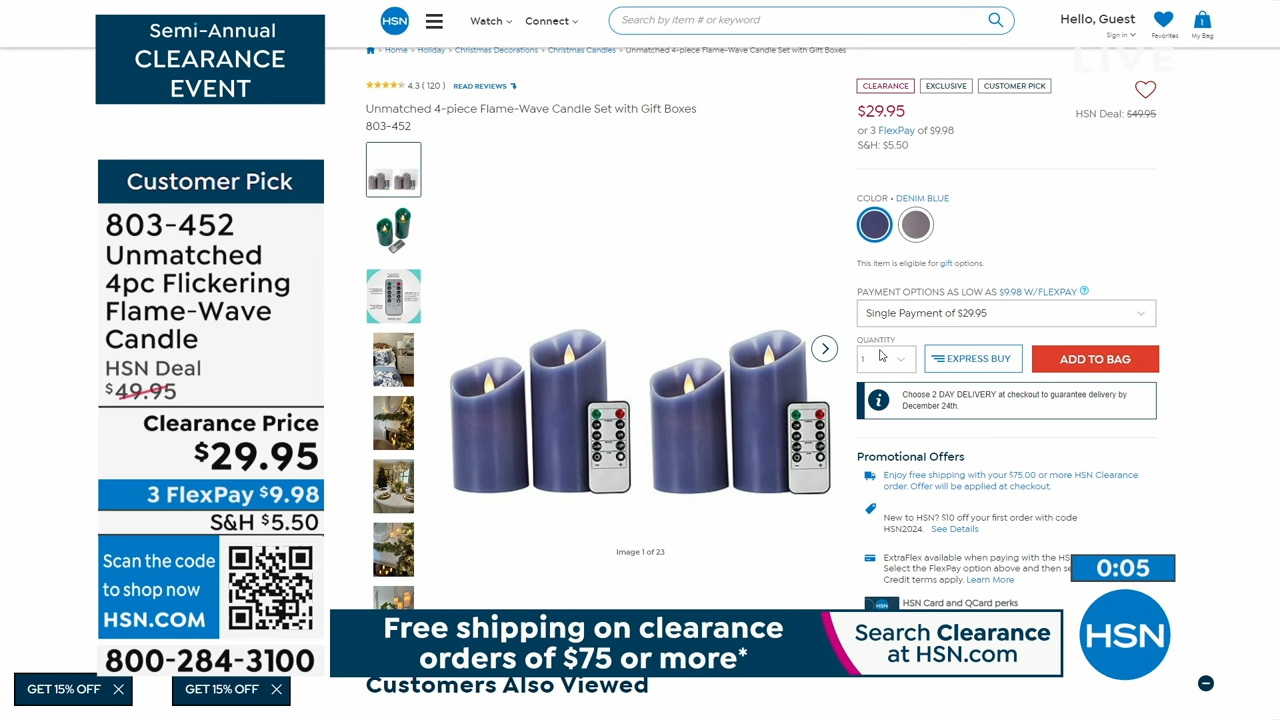 Semi-Annual
CLEARANCE
EVENT
Customer Pick
803-452
Unmatched
4pc Flickering
Flame-Wave
Candle
HSN Deal
$49.95
Clearance Price
$29.95
3 FlexPay $9.98
S&H $5.50
Scan the code
to shop now
HSN.COM
800-284-3100
GET 15% OFF
GET 15% OFF
HSN
Watch
Connect
Search by item # or keyword
Hello, Guest
Sign In
Favorites
1
My Bag
LIVE
Home > Holiday > Christmas Decorations > Christmas Candles > Unmatched 4-piece Flame-Wave Candle Set with Gift Boxes
4.3 ( 120 ) READ REVIEWS
Unmatched 4-piece Flame-Wave Candle Set with Gift Boxes
803-452
Image 1 of 23
CLEARANCE
EXCLUSIVE
CUSTOMER PICK
$29.95
HSN Deal: $49.95
or 3 FlexPay of $9.98
S&H: $5.50
COLOR • DENIM BLUE
This item is eligible for gift options.
PAYMENT OPTIONS AS LOW AS $9.98 W/FLEXPAY
Single Payment of $29.95
QUANTITY
1
EXPRESS BUY
ADD TO BAG
Choose 2 DAY DELIVERY at checkout to guarantee delivery by
December 24th.
Promotional Offers
Enjoy free shipping with your $75.00 or more HSN Clearance
order. Offer will be applied at checkout.
New to HSN? $10 off your first order with code
HSN2024. See Details
ExtraFlex available when paying with the HS
Select the FlexPay option above and then se
Credit terms apply. Learn More
HSN
HSN Card and QCard perks
0:05
Free shipping on clearance
orders of $75 or more*
Search Clearance
at HSN.com
HSN
Customers Also Viewed